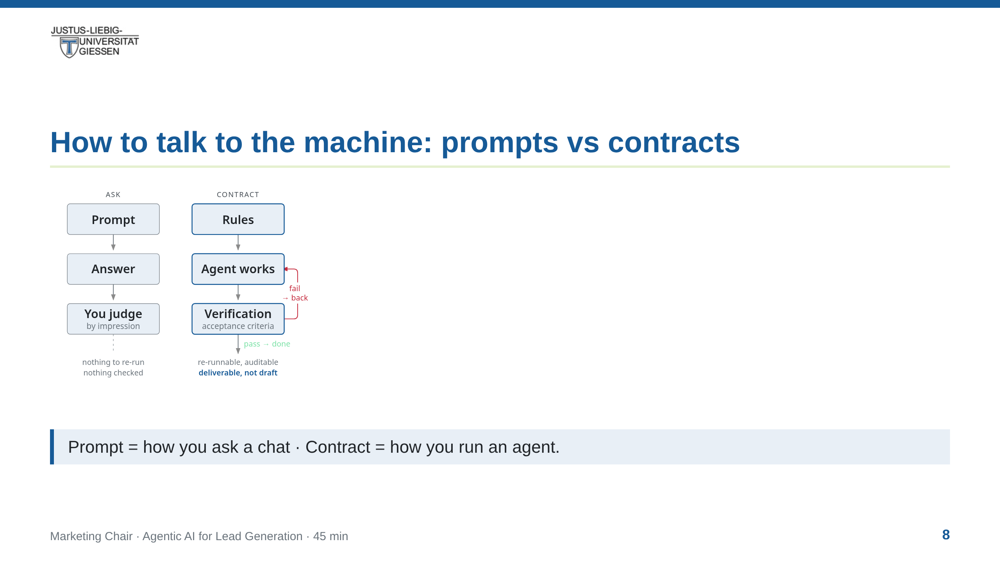 JUSTUS-LIEBIG-
UNIVERSITÄT
GIESSEN
How to talk to the machine: prompts vs contracts
ASK
Prompt
Answer
You judge
by impression
nothing to re-run
nothing checked
CONTRACT
Rules
Agent works
fail
→ back
Verification
acceptance criteria
pass → done
re-runnable, auditable
deliverable, not draft
Prompt = how you ask a chat · Contract = how you run an agent.
Marketing Chair · Agentic AI for Lead Generation · 45 min
8